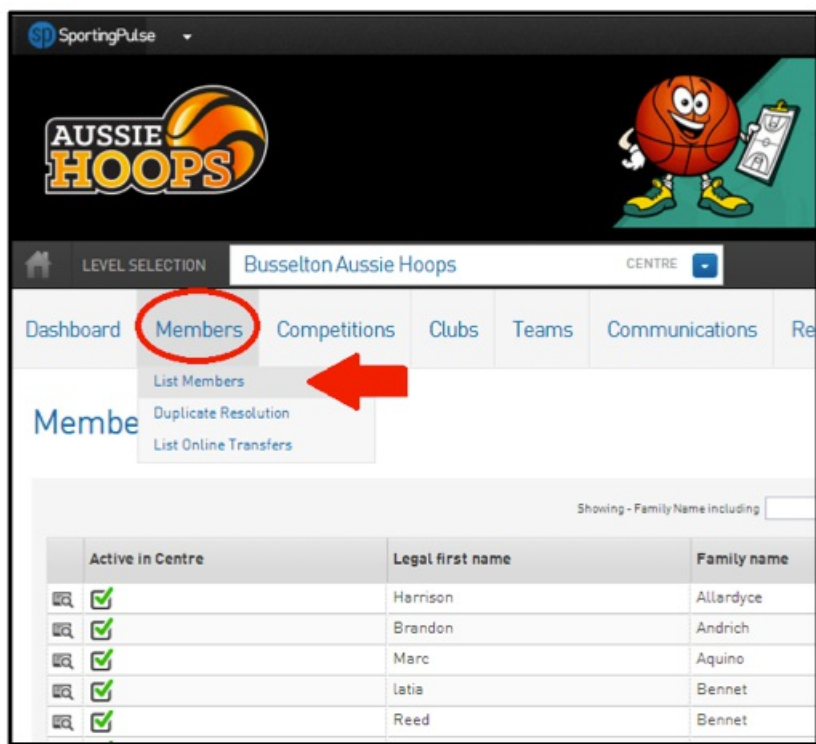 sp SportingPulse
AUSSIE
HOOPS
LEVEL SELECTION Busselton Aussie Hoops CENTRE
Dashboard Members Competitions Clubs Teams Communications Re
List Members
Duplicate Resolution
List Online Transfers
Membe
Showing - Family Name including
Active in Centre Legal first name Family name
Harrison Allardyce
Brandon Andrich
Marc Aquino
latia Bennet
Reed Bennet